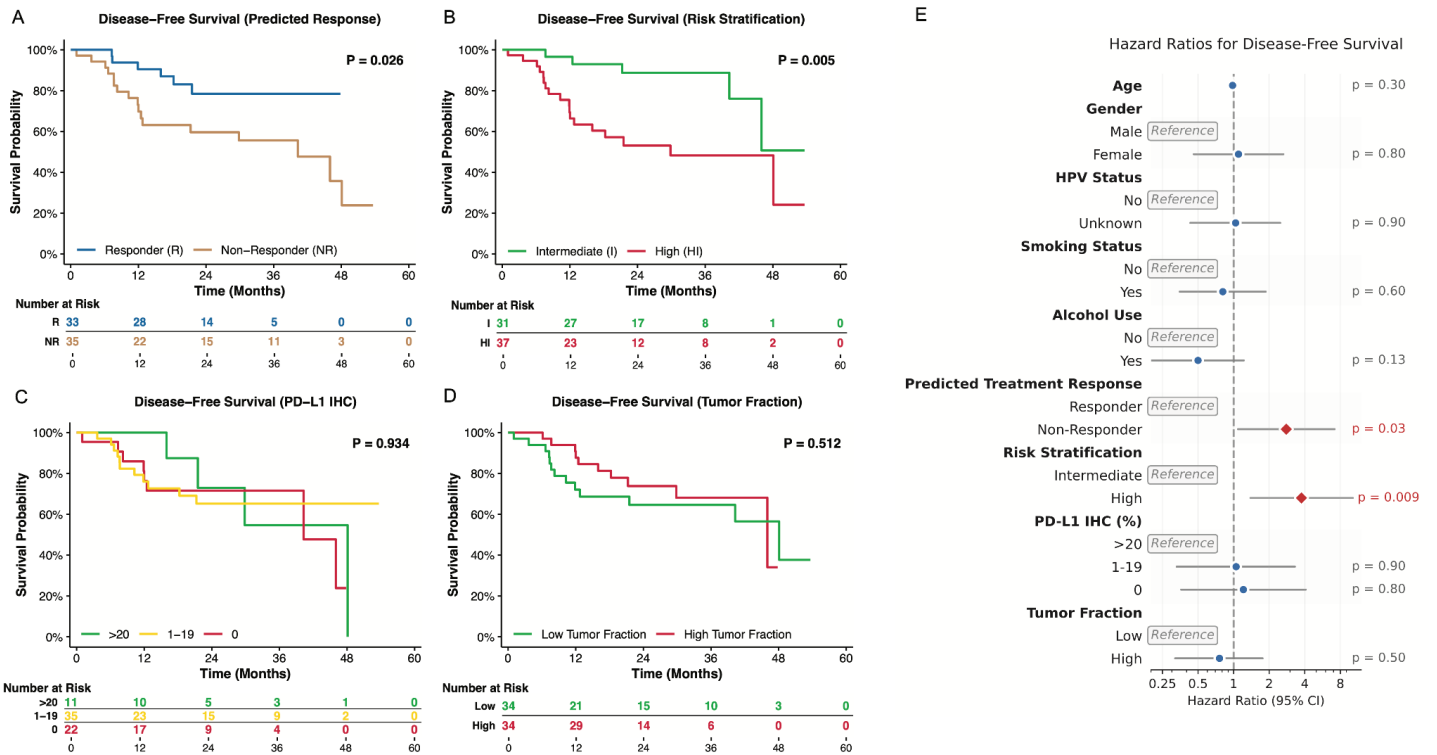 A
Disease–Free Survival (Predicted Response)
P = 0.026
Survival Probability
100%
80%
60%
40%
20%
0%
Responder (R) Non–Responder (NR)
0 12 24 36 48 60
Time (Months)
Number at Risk
R 33 28 14 5 0 0
NR 35 22 15 11 3 0
0 12 24 36 48 60
B
Disease–Free Survival (Risk Stratification)
P = 0.005
Survival Probability
100%
80%
60%
40%
20%
0%
Intermediate (I) High (HI)
0 12 24 36 48 60
Time (Months)
Number at Risk
I 31 27 17 8 1 0
HI 37 23 12 8 2 0
0 12 24 36 48 60
C
Disease–Free Survival (PD–L1 IHC)
P = 0.934
Survival Probability
100%
80%
60%
40%
20%
0%
>20 1–19 0
0 12 24 36 48 60
Time (Months)
Number at Risk
>20 11 10 5 3 1 0
1–19 35 23 15 9 2 0
0 22 17 9 4 0 0
0 12 24 36 48 60
D
Disease–Free Survival (Tumor Fraction)
P = 0.512
Survival Probability
100%
80%
60%
40%
20%
0%
Low Tumor Fraction High Tumor Fraction
0 12 24 36 48 60
Time (Months)
Number at Risk
Low 34 21 15 10 3 0
High 34 29 14 6 0 0
0 12 24 36 48 60
E
Hazard Ratios for Disease-Free Survival
Age p = 0.30
Gender
Male Reference
Female p = 0.80
HPV Status
No Reference
Unknown p = 0.90
Smoking Status
No Reference
Yes p = 0.60
Alcohol Use
No Reference
Yes p = 0.13
Predicted Treatment Response
Responder Reference
Non-Responder p = 0.03
Risk Stratification
Intermediate Reference
High p = 0.009
PD-L1 IHC (%)
>20 Reference
1-19 p = 0.90
0 p = 0.80
Tumor Fraction
Low Reference
High p = 0.50
0.25 0.5 1 2 4 8
Hazard Ratio (95% CI)